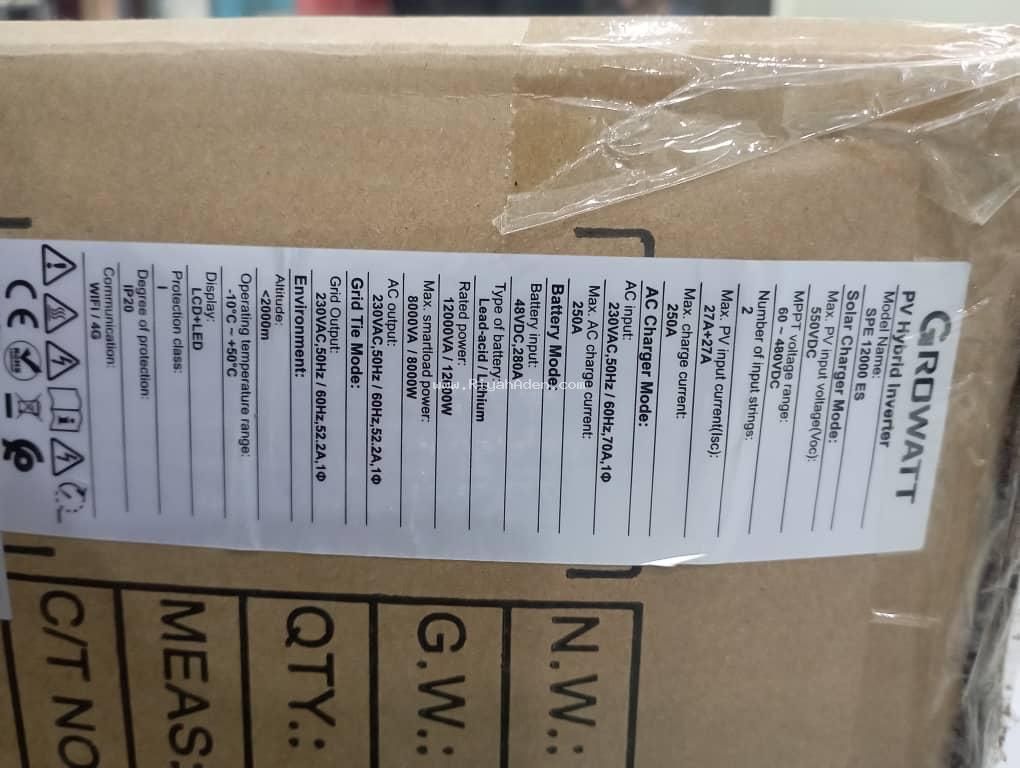 GROWATT
PV Hybrid Inverter
Model Name:
SPE 12000 ES
Solar Charger Mode:
Max. PV input voltage(Voc):
550VDC
MPPT voltage range:
60 ~ 480VDC
Number of input strings:
2
Max. PV input current(Isc):
27A+27A
Max. charge current:
250A
AC Charger Mode:
AC input:
230VAC,50Hz / 60Hz,70A,1Φ
Max. AC charge current:
250A
Battery Mode:
Battery input:
48VDC,280A
Type of battery:
Lead-acid / Lithium
Rated power:
12000VA / 12000W
Max. smartload power:
8000VA / 8000W
AC output:
230VAC,50Hz / 60Hz,52.2A,1Φ
Grid Tie Mode:
Grid Output:
230VAC,50Hz / 60Hz,52.2A,1Φ
Environment:
Altitude:
<2000m
Operating temperature range:
-10°C ~ +50°C
Display:
LCD+LED
Protection class:
I
Degree of protection:
IP20
Communication:
WIFI / 4G
CE
RoHS
www.RiyahAden.com
N.W.:
G.W.:
QTY.:
MEAS:
C/T NO